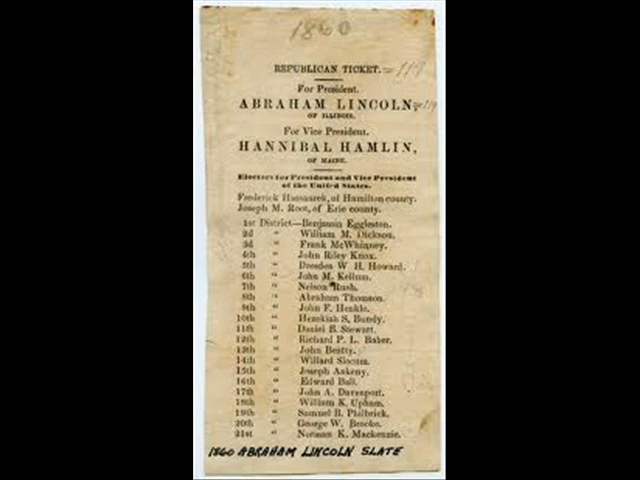 1860
REPUBLICAN TICKET. = 119
For President.
ABRAHAM LINCOLN,
OF ILLINOIS.
For Vice President.
HANNIBAL HAMLIN,
OF MAINE.
Electors for President and Vice President
of the United States.
Frederick Hassaurek, of Hamilton county.
Joseph M. Root, of Erie county.
1st District—Benjamin Eggleston.
2d " William M. Dickson.
3d " Frank McWhinney.
4th " John Riley Knox.
5th " Dresden W. H. Howard.
6th " John M. Kellum.
7th " Nelson Rush.
8th " Abraham Thomson.
9th " John F. Henkle.
10th " Hezekiah S. Bundy.
11th " Daniel B. Stewart.
12th " Richard P. L. Baber.
13th " John Beatty.
14th " Willard Slocum.
15th " Joseph Ankeny.
16th " Edward Ball.
17th " John A. Davenport.
18th " William K. Upham.
19th " Samuel B. Philbrick.
20th " George W. Brooke.
21st " Norman K. Mackenzie.
1860 ABRAHAM LINCOLN SLATE